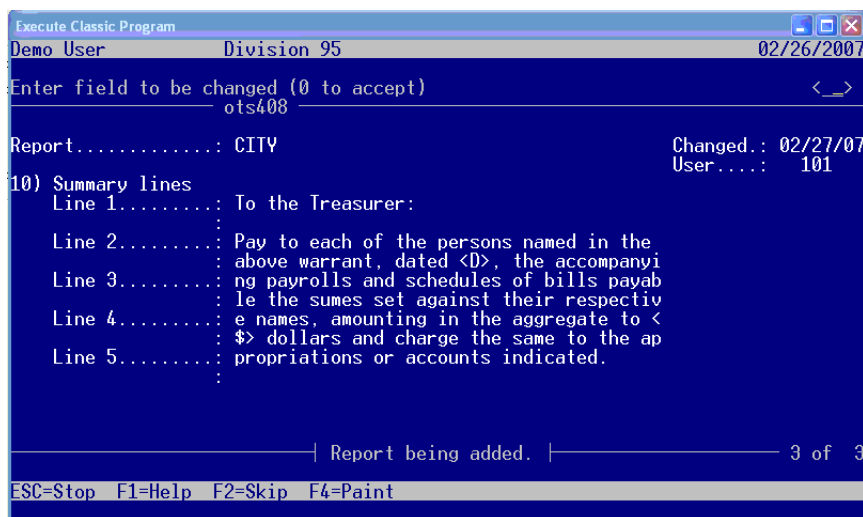 Execute Classic Program
Demo User Division 95 02/26/2007
Enter field to be changed (0 to accept) <__>
ots408
Report.............: CITY Changed.: 02/27/07
User....: 101
10) Summary lines
Line 1.........: To the Treasurer:
:
Line 2.........: Pay to each of the persons named in the
: above warrant, dated <D>, the accompanyi
Line 3.........: ng payrolls and schedules of bills payab
: le the sumes set against their respectiv
Line 4.........: e names, amounting in the aggregate to <
: $> dollars and charge the same to the ap
Line 5.........: propriations or accounts indicated.
:
Report being added. 3 of 3
ESC=Stop F1=Help F2=Skip F4=Paint